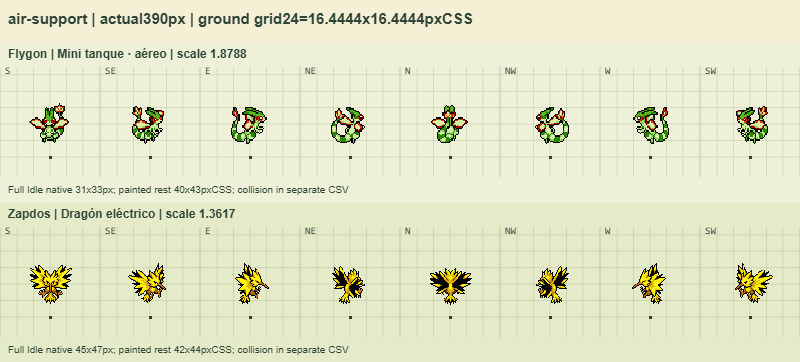 air-support | actual390px | ground grid24=16.4444x16.4444pxCSS
Flygon | Mini tanque · aéreo | scale 1.8788
S SE E NE N NW W SW
Full Idle native 31x33px; painted rest 40x43pxCSS; collision in separate CSV
Zapdos | Dragón eléctrico | scale 1.3617
S SE E NE N NW W SW
Full Idle native 45x47px; painted rest 42x44pxCSS; collision in separate CSV